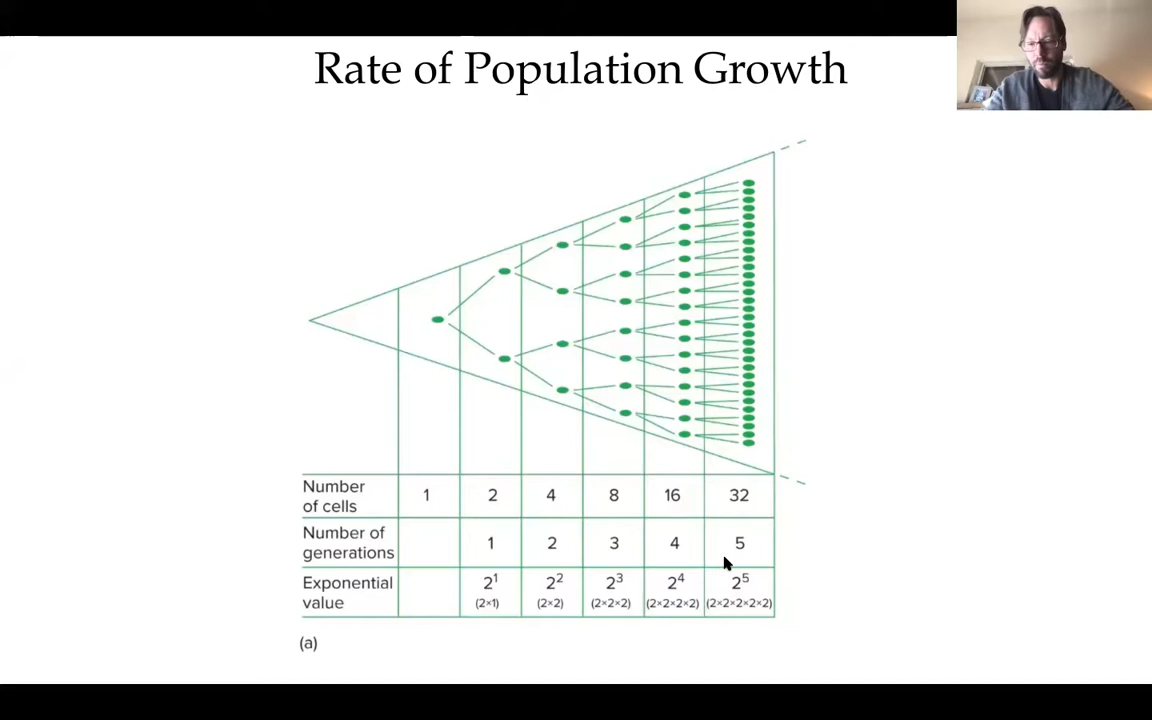 Rate of Population Growth
Number of cells 1 2 4 8 16 32
Number of generations 1 2 3 4 5
Exponential value 2¹ 2² 2³ 2⁴ 2⁵
(2×1) (2×2) (2×2×2) (2×2×2×2) (2×2×2×2×2)
(a)